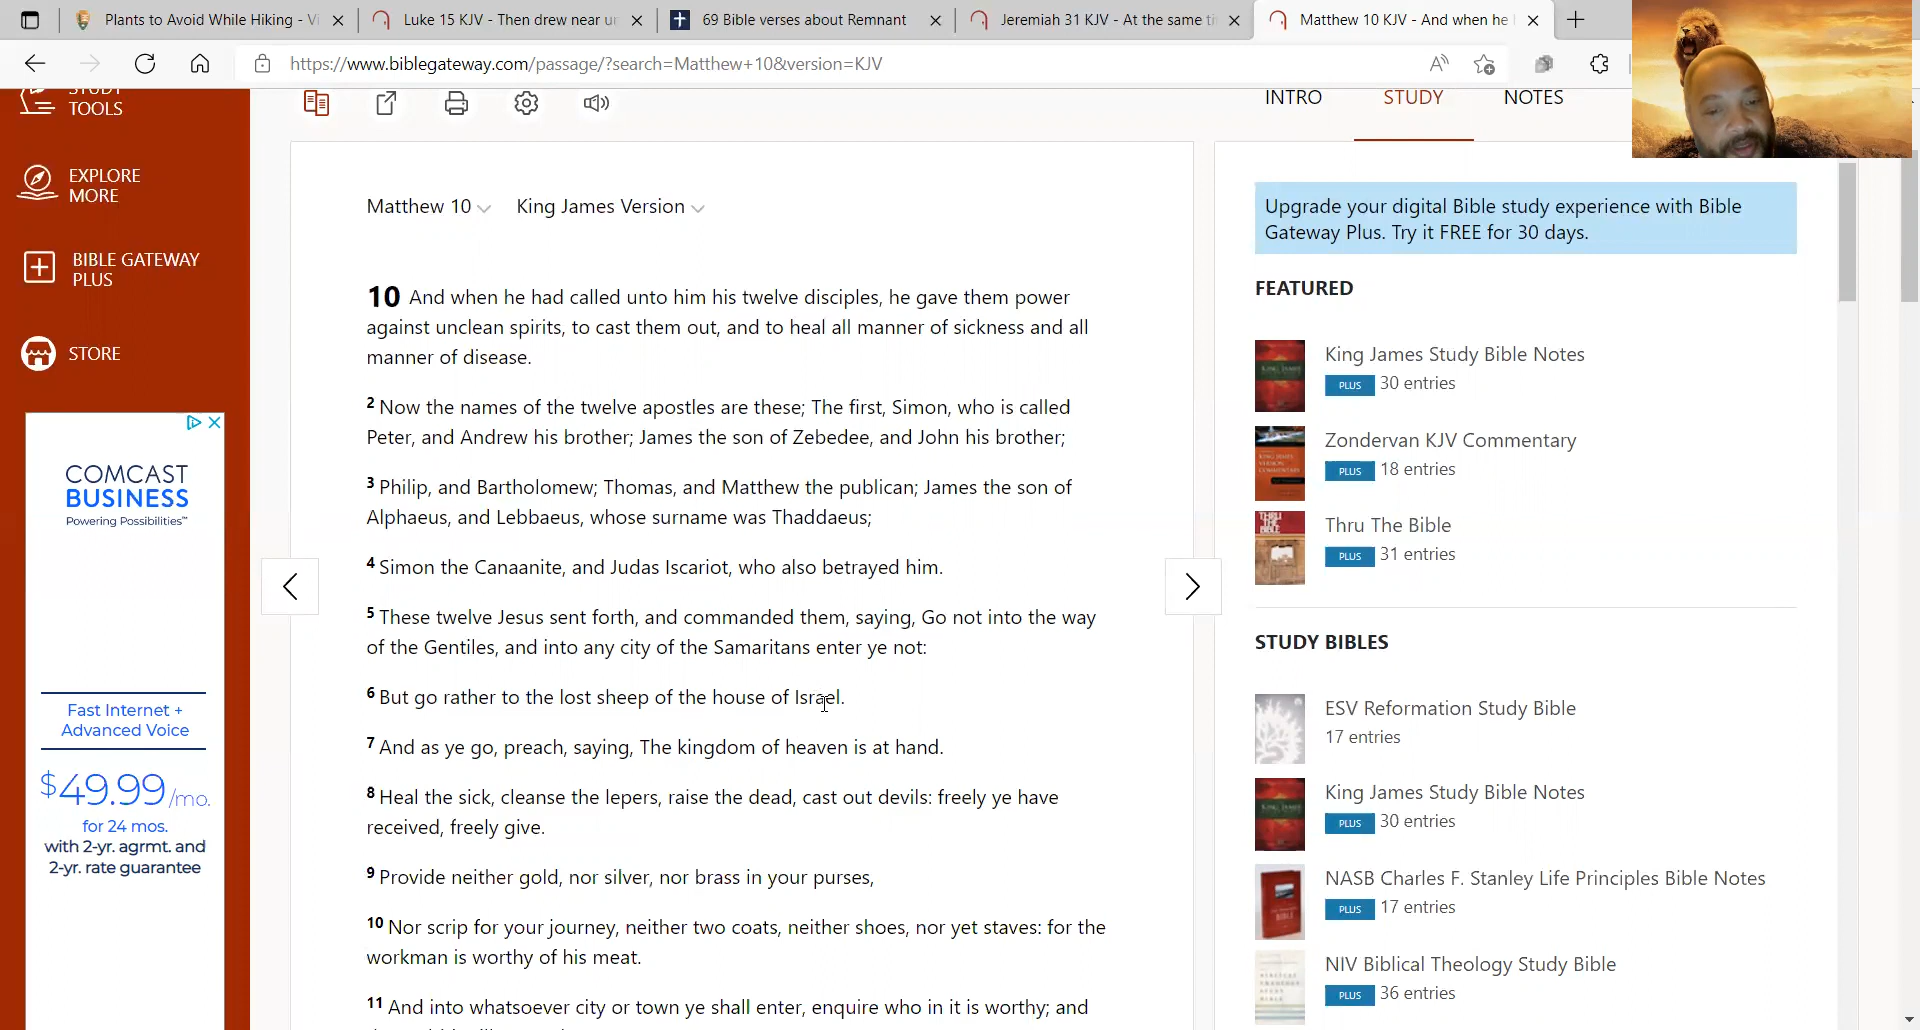 Plants to Avoid While Hiking - Vi
Luke 15 KJV - Then drew near un
69 Bible verses about Remnant
Jeremiah 31 KJV - At the same ti
Matthew 10 KJV - And when he
https://www.biblegateway.com/passage/?search=Matthew+10&version=KJV
STUDY
TOOLS
EXPLORE
MORE
BIBLE GATEWAY
PLUS
STORE
COMCAST
BUSINESS
Powering Possibilities™
Fast Internet +
Advanced Voice
$49.99/mo.
for 24 mos.
with 2-yr. agrmt. and
2-yr. rate guarantee
Matthew 10 King James Version
10 And when he had called unto him his twelve disciples, he gave them power
against unclean spirits, to cast them out, and to heal all manner of sickness and all
manner of disease.
2 Now the names of the twelve apostles are these; The first, Simon, who is called
Peter, and Andrew his brother; James the son of Zebedee, and John his brother;
3 Philip, and Bartholomew; Thomas, and Matthew the publican; James the son of
Alphaeus, and Lebbaeus, whose surname was Thaddaeus;
4 Simon the Canaanite, and Judas Iscariot, who also betrayed him.
5 These twelve Jesus sent forth, and commanded them, saying, Go not into the way
of the Gentiles, and into any city of the Samaritans enter ye not:
6 But go rather to the lost sheep of the house of Israel.
7 And as ye go, preach, saying, The kingdom of heaven is at hand.
8 Heal the sick, cleanse the lepers, raise the dead, cast out devils: freely ye have
received, freely give.
9 Provide neither gold, nor silver, nor brass in your purses,
10 Nor scrip for your journey, neither two coats, neither shoes, nor yet staves: for the
workman is worthy of his meat.
11 And into whatsoever city or town ye shall enter, enquire who in it is worthy; and
INTRO STUDY NOTES
Upgrade your digital Bible study experience with Bible
Gateway Plus. Try it FREE for 30 days.
FEATURED
King James Study Bible Notes
PLUS 30 entries
Zondervan KJV Commentary
PLUS 18 entries
Thru The Bible
PLUS 31 entries
STUDY BIBLES
ESV Reformation Study Bible
17 entries
King James Study Bible Notes
PLUS 30 entries
NASB Charles F. Stanley Life Principles Bible Notes
PLUS 17 entries
NIV Biblical Theology Study Bible
PLUS 36 entries